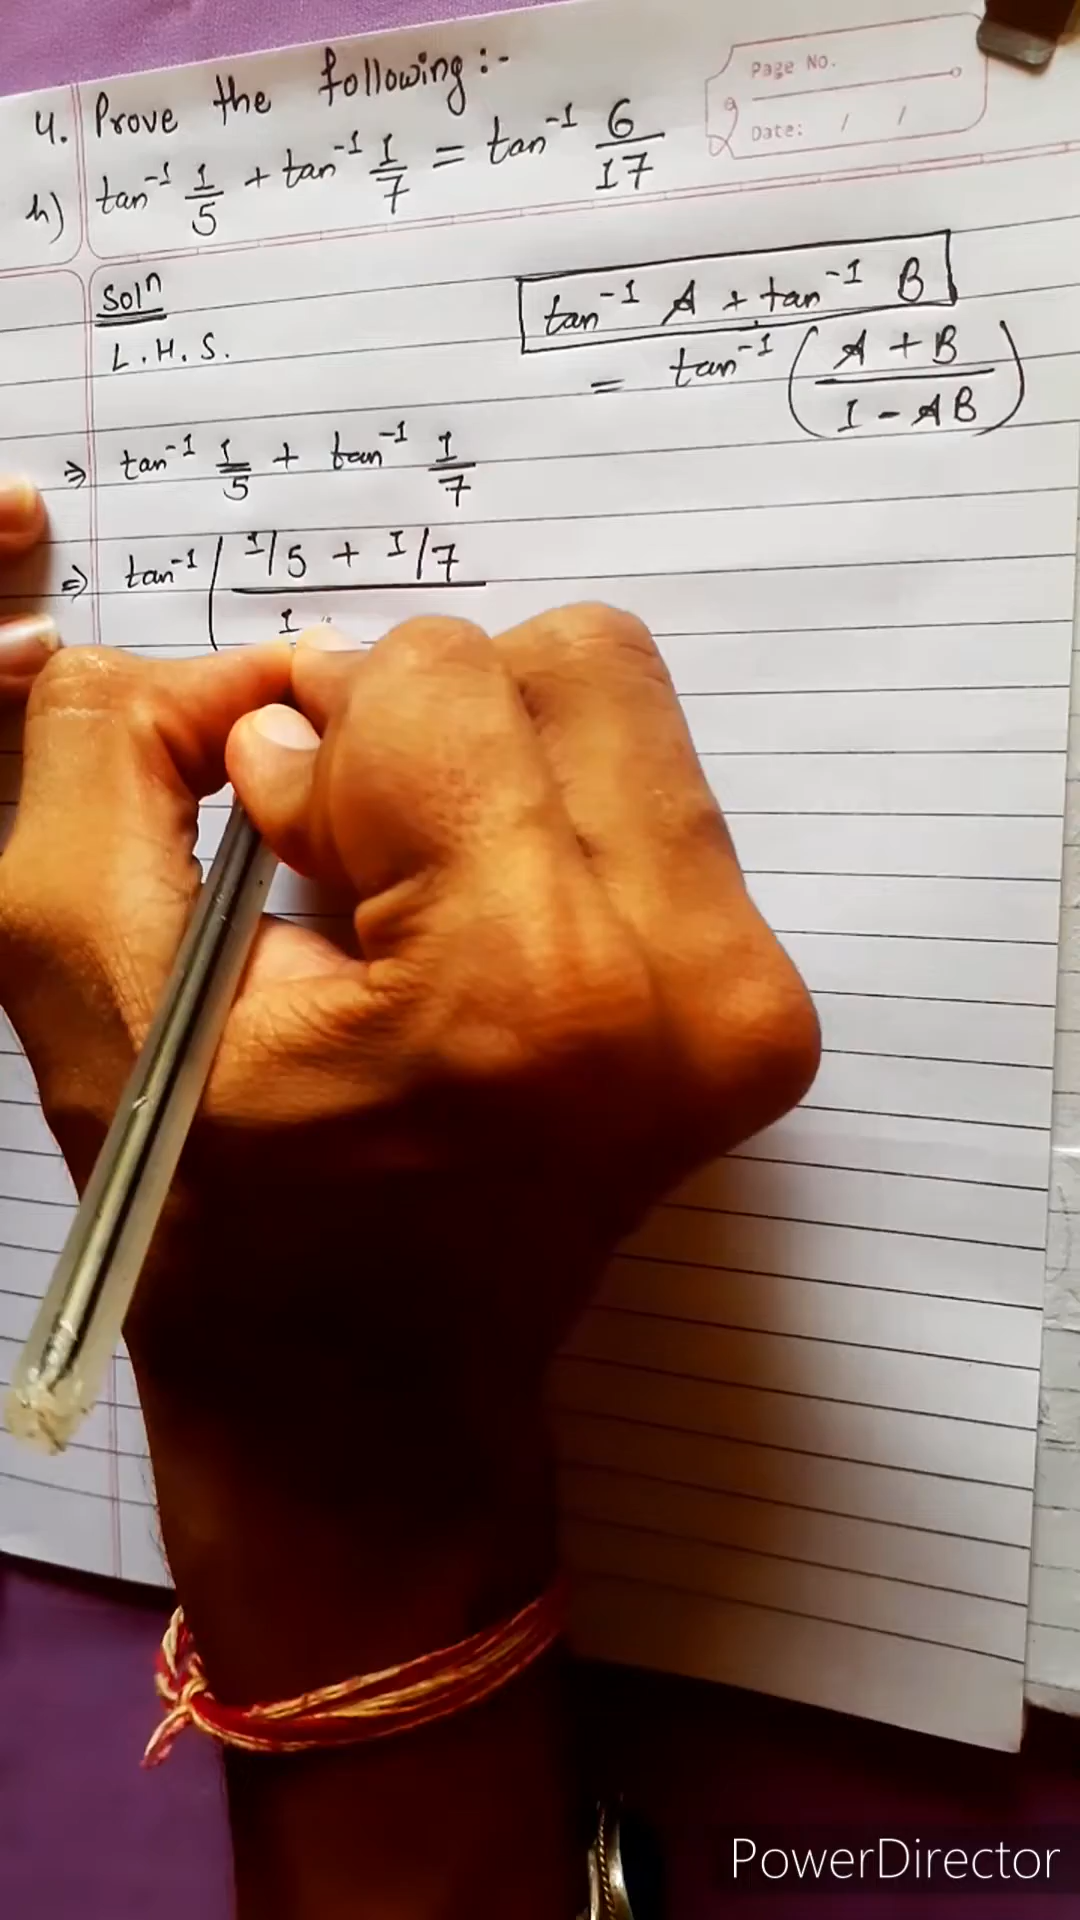 Page No.
Date: / /
4. Prove the following:-
h) tan⁻¹ 1/5 + tan⁻¹ 1/7 = tan⁻¹ 6/17
Solⁿ
L.H.S.
tan⁻¹ A + tan⁻¹ B
= tan⁻¹ (A + B / 1 - AB)
⇒ tan⁻¹ 1/5 + tan⁻¹ 1/7
⇒ tan⁻¹ ( 1/5 + 1/7
1
PowerDirector